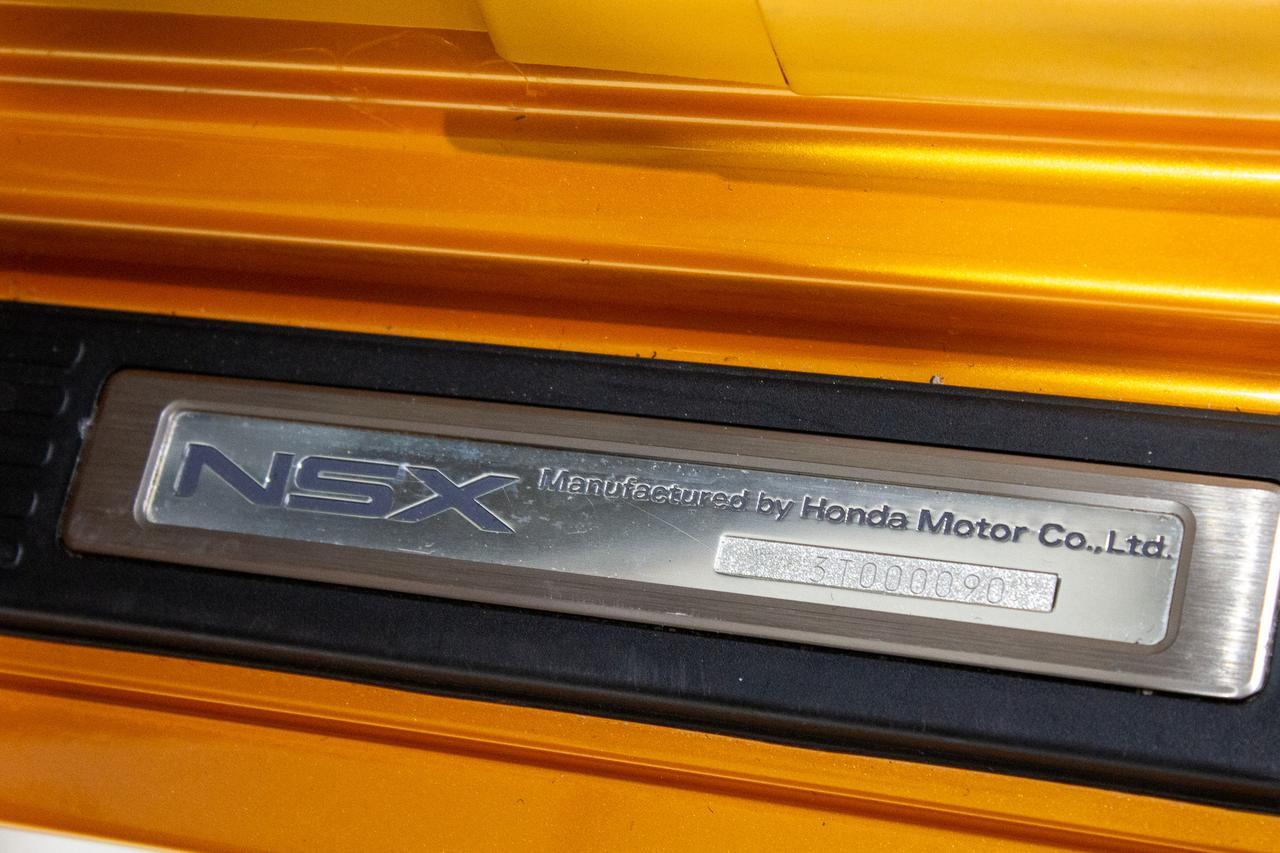 NSX Manufactured by Honda Motor Co.,Ltd.
3T000090